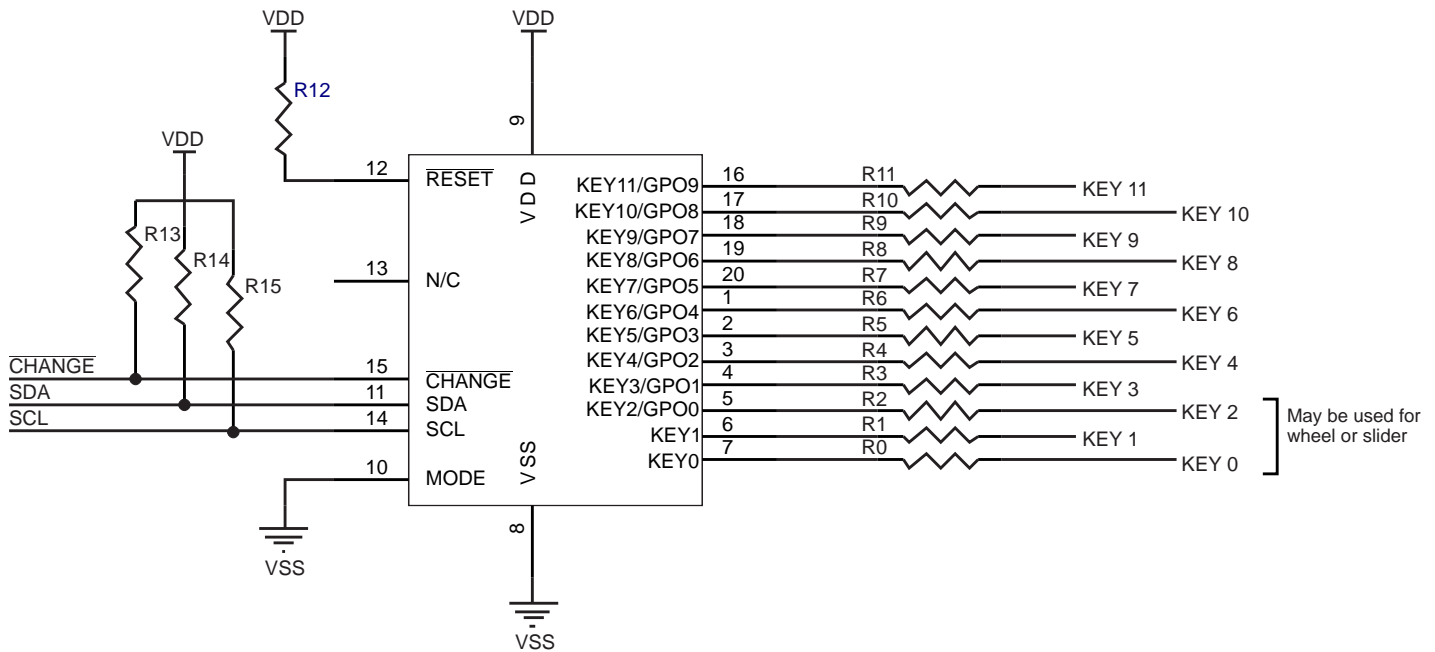 VDD
VDD
R12
VDD
9
12
RESET
VDD
KEY11/GPO9
16
R11
KEY 11
KEY10/GPO8
17
R10
KEY 10
KEY9/GPO7
18
R9
KEY 9
KEY8/GPO6
19
R8
KEY 8
KEY7/GPO5
20
R7
KEY 7
KEY6/GPO4
1
R6
KEY 6
KEY5/GPO3
2
R5
KEY 5
KEY4/GPO2
3
R4
KEY 4
KEY3/GPO1
4
R3
KEY 3
KEY2/GPO0
5
R2
KEY 2
KEY1
6
R1
KEY 1
KEY0
7
R0
KEY 0
May be used for
wheel or slider
R13
R14
R15
13
N/C
CHANGE
15
CHANGE
SDA
11
SDA
SCL
14
SCL
10
MODE
VSS
8
VSS
VSS